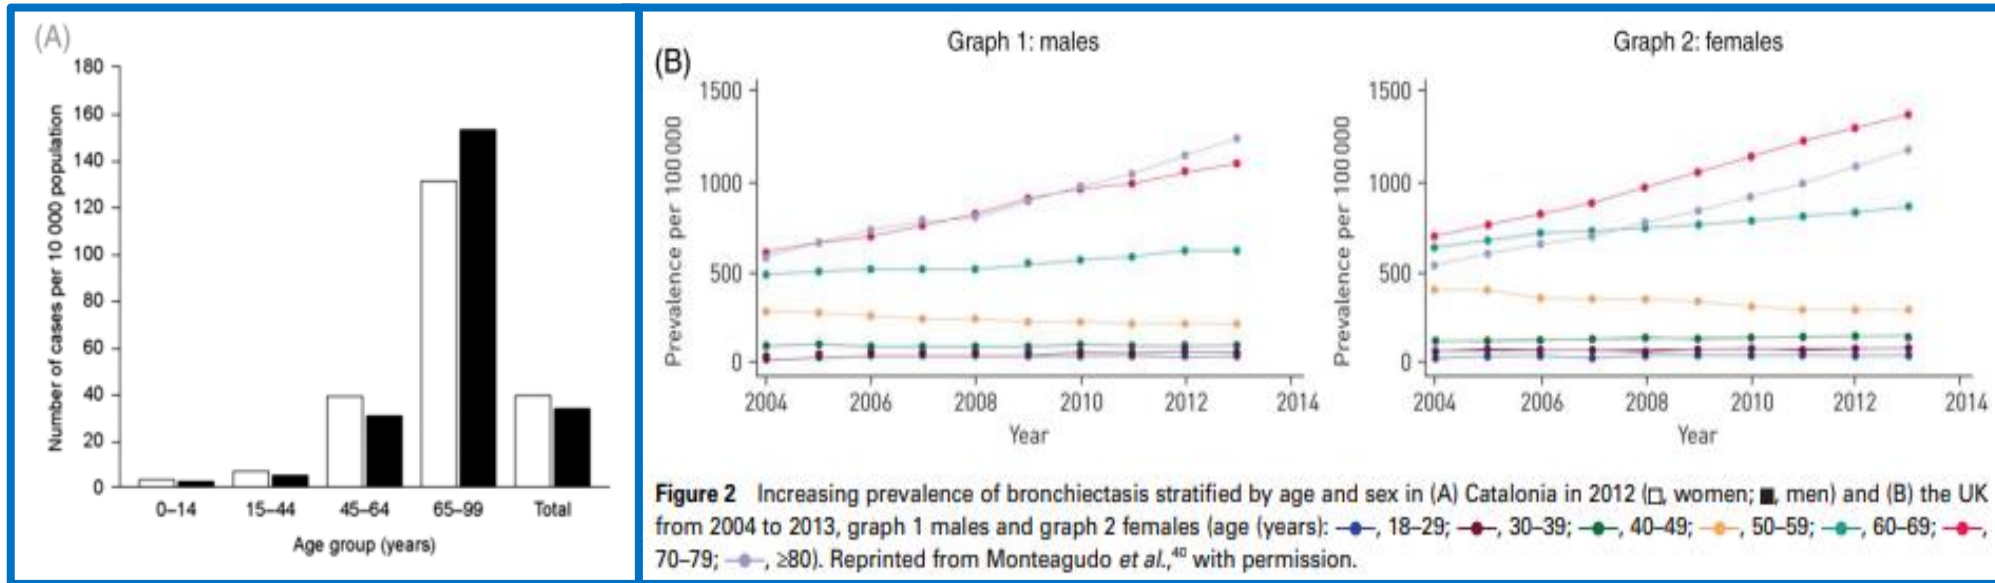 (A)
180
160
140
120
100
80
60
40
20
0
Number of cases per 10 000 population
0–14 15–44 45–64 65–99 Total
Age group (years)
(B)
Graph 1: males
1500
1000
500
0
Prevalence per 100 000
2004 2006 2008 2010 2012 2014
Year
Graph 2: females
1500
1000
500
0
Prevalence per 100 000
2004 2006 2008 2010 2012 2014
Year
Figure 2 Increasing prevalence of bronchiectasis stratified by age and sex in (A) Catalonia in 2012 (□, women; ■, men) and (B) the UK
from 2004 to 2013, graph 1 males and graph 2 females (age (years): —●—, 18–29; —●—, 30–39; —●—, 40–49; —●—, 50–59; —●—, 60–69; —●—,
70–79; —●—, ≥80). Reprinted from Monteagudo et al.,40 with permission.